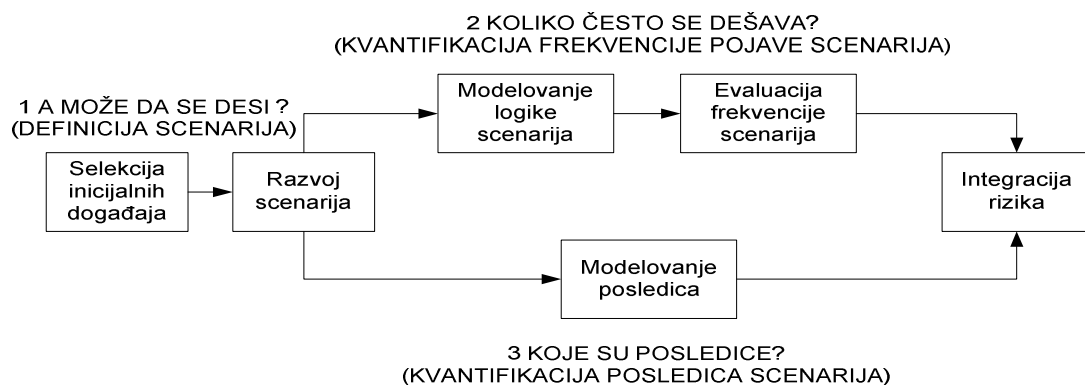 2 KOLIKO ČESTO SE DEŠAVA?
(KVANTIFIKACIJA FREKVENCIJE POJAVE SCENARIJA)
1 A MOŽE DA SE DESI ?
(DEFINICIJA SCENARIJA)
Selekcija
inicijalnih
događaja
Razvoj
scenarija
Modelovanje
logike
scenarija
Evaluacija
frekvencije
scenarija
Integracija
rizika
Modelovanje
posledica
3 KOJE SU POSLEDICE?
(KVANTIFIKACIJA POSLEDICA SCENARIJA)